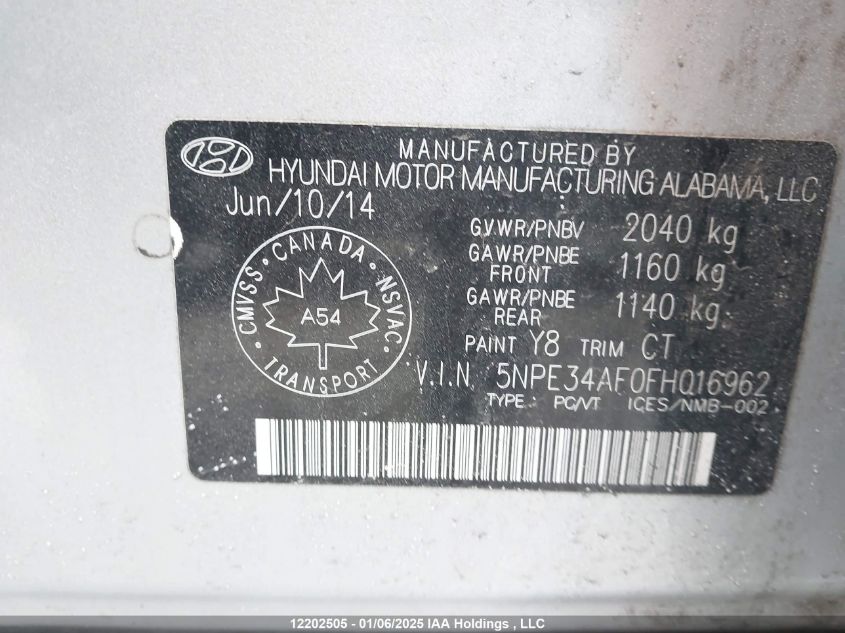 MANUFACTURED BY
HYUNDAI MOTOR MANUFACTURING ALABAMA, LLC
Jun/10/14
GVWR/PNBV 2040 kg
GAWR/PNBE FRONT 1160 kg
GAWR/PNBE REAR 1140 kg
PAINT Y8 TRIM CT
V.I.N 5NPE34AF0FH016962
TYPE : PC/VT ICES/NMB-002
CANADA · NSVAC · TRANSPORT · CMVSS ·
A54
12202505 - 01/06/2025 IAA Holdings , LLC